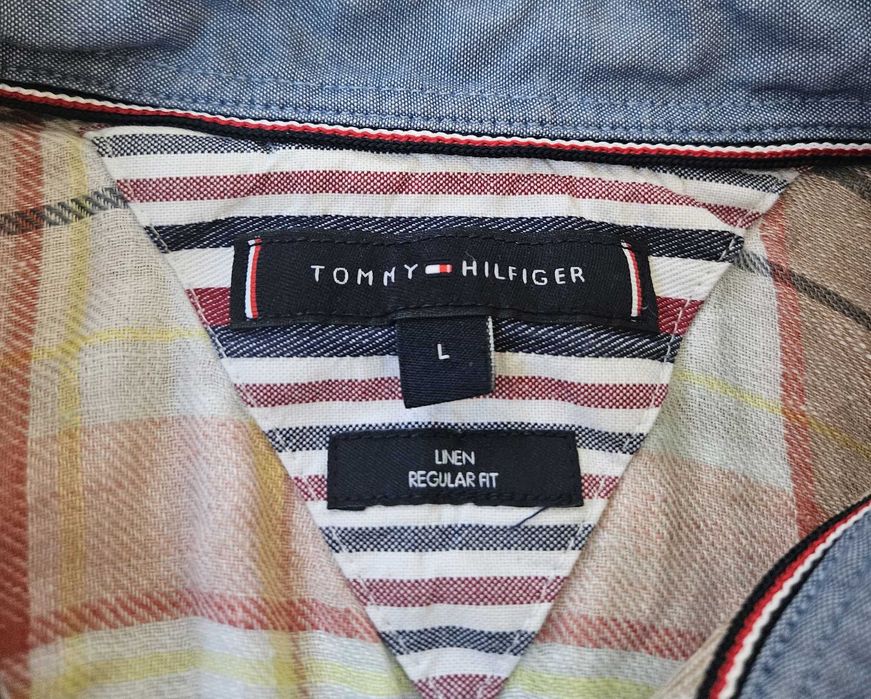 TOMMY HILFIGER
L
LINEN
REGULAR FIT